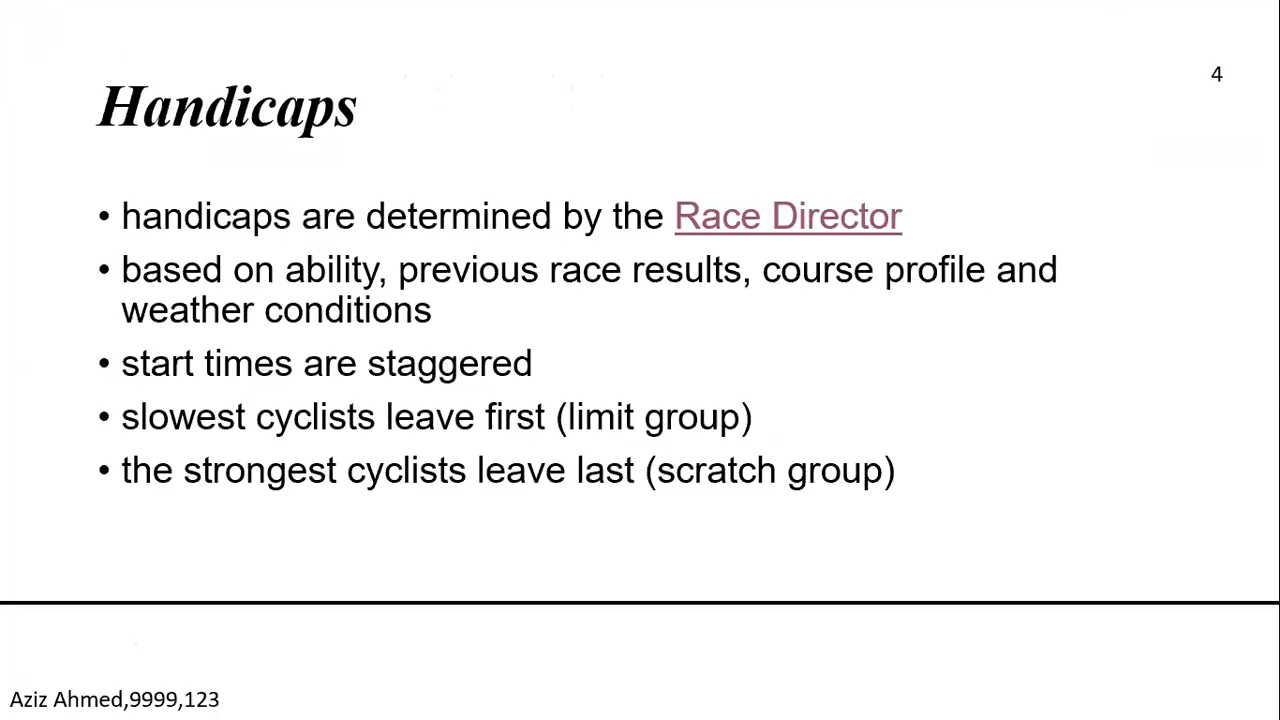 4
Handicaps
• handicaps are determined by the Race Director
• based on ability, previous race results, course profile and
weather conditions
• start times are staggered
• slowest cyclists leave first (limit group)
• the strongest cyclists leave last (scratch group)
Aziz Ahmed,9999,123